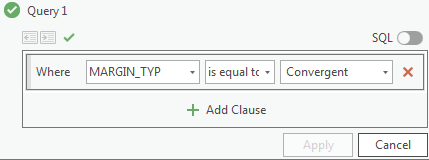 Query 1
SQL
Where MARGIN_TYP is equal to Convergent
Add Clause
Apply Cancel